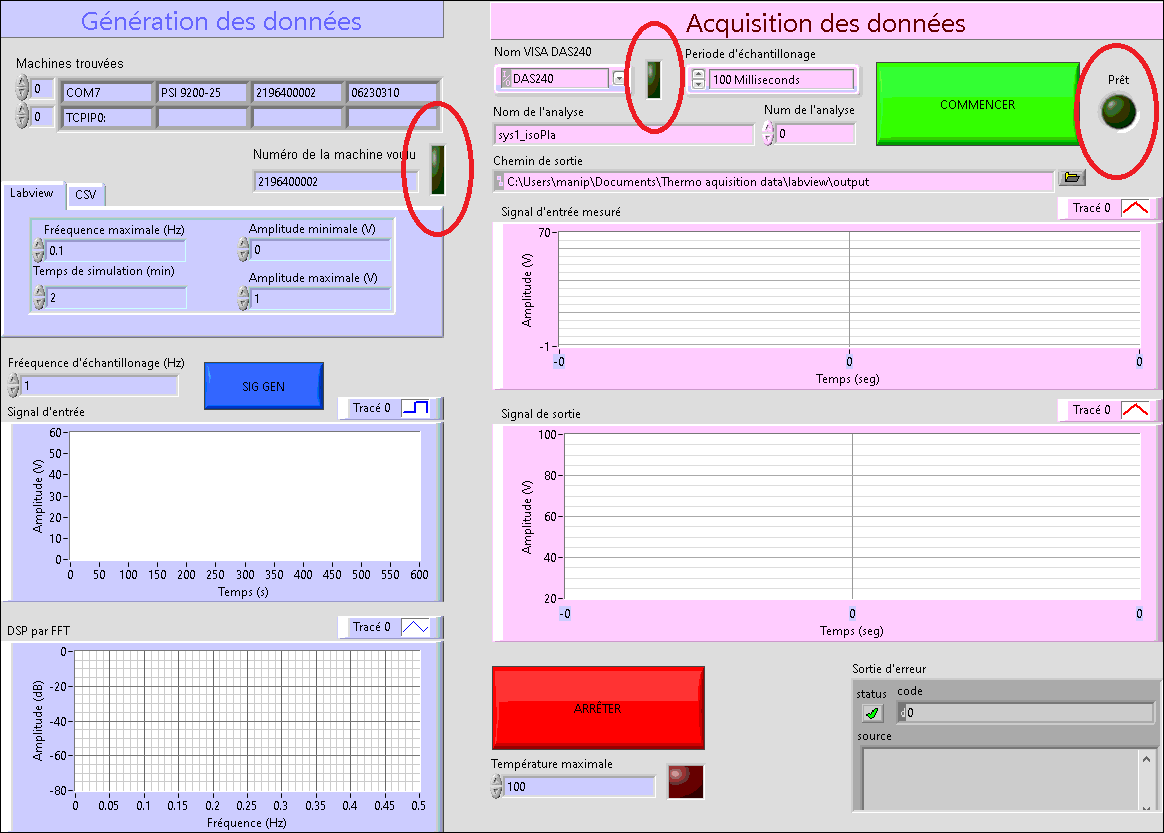 Génération des données
Machines trouvées
0
COM7 PSI 9200-25 2196400002 06230310
0
TCPIP0:
Numéro de la machine voulu
2196400002
Labview CSV
Fréequence maximale (Hz)
0.1
Amplitude minimale (V)
0
Temps de simulation (min)
2
Amplitude maximale (V)
1
Fréequence d'échantillonage (Hz)
1
SIG GEN
Signal d'entrée
Tracé 0
Amplitude (V)
60
50
40
30
20
10
0
0 50 100 150 200 250 300 350 400 450 500 550 600
Temps (s)
DSP par FFT
Tracé 0
Amplitude (dB)
0
-20
-40
-60
-80
0 0.05 0.1 0.15 0.2 0.25 0.3 0.35 0.4 0.45 0.5
Fréquence (Hz)
Acquisition des données
Nom VISA DAS240
DAS240
Periode d'échantillonage
100 Milliseconds
COMMENCER
Prêt
Nom de l'analyse
sys1_isoPla
Num de l'analyse
0
Chemin de sortie
C:\Users\manip\Documents\Thermo aquisition data\labview\output
Signal d'entrée mesuré
Tracé 0
Amplitude (V)
70
-1
-0 0 0
Temps (seg)
Signal de sortie
Tracé 0
Amplitude (V)
100
80
60
40
20
-0 0 0
Temps (seg)
ARRÊTER
Température maximale
100
Sortie d'erreur
status code
d0
source